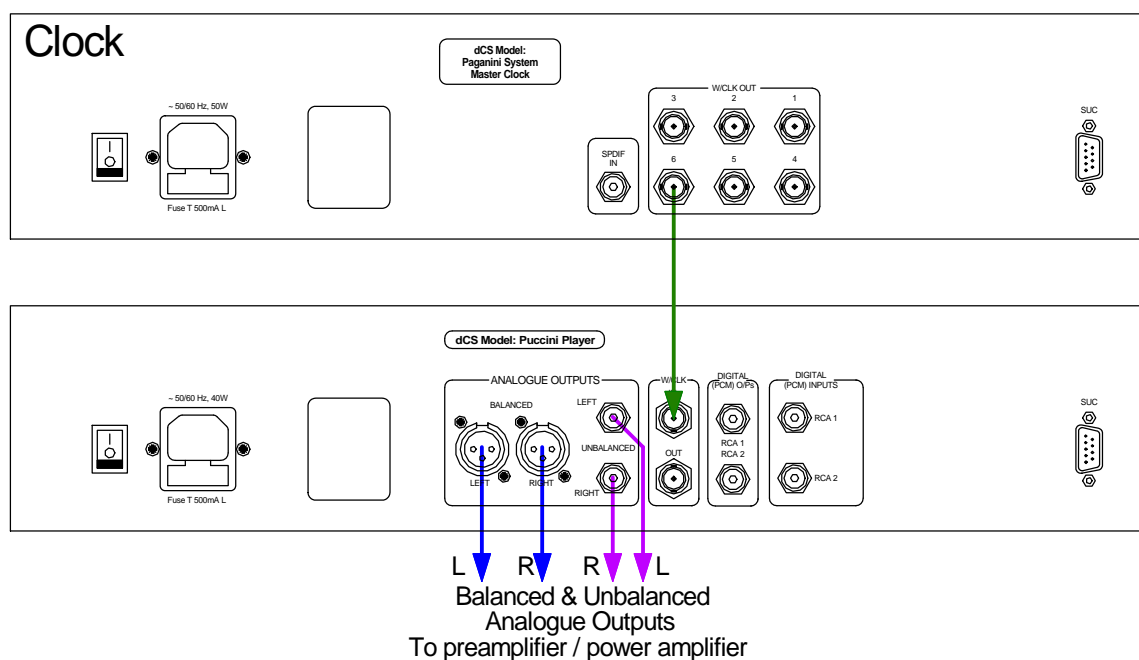 Clock
dCS Model:
Paganini System
Master Clock
~ 50/60 Hz, 50W
Fuse T 500mA L
SPDIF
IN
W/CLK OUT
3 2 1
6 5 4
SUC
dCS Model: Puccini Player
~ 50/60 Hz, 40W
Fuse T 500mA L
ANALOGUE OUTPUTS
BALANCED
LEFT
RIGHT
LEFT
UNBALANCED
RIGHT
W/CLK
OUT
DIGITAL
(PCM) O/Ps
RCA 1
RCA 2
DIGITAL
(PCM) INPUTS
RCA 1
RCA 2
SUC
L R R L
Balanced & Unbalanced
Analogue Outputs
To preamplifier / power amplifier